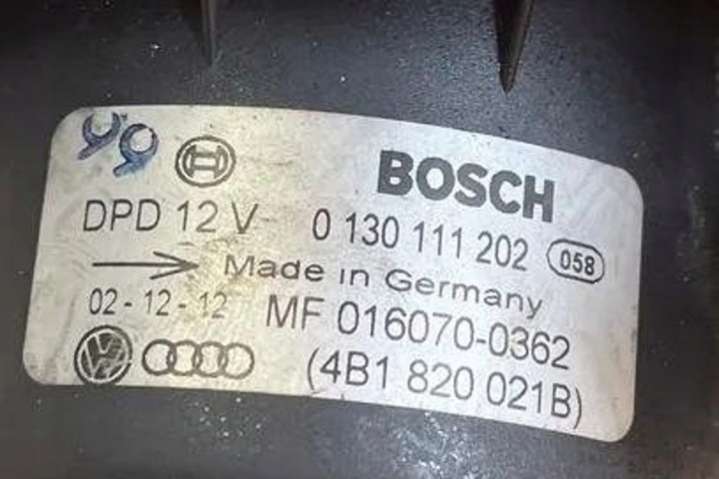 99
BOSCH
DPD 12 V 0 130 111 202 058
Made in Germany
02-12-12 MF 016070-0362
(4B1 820 021B)